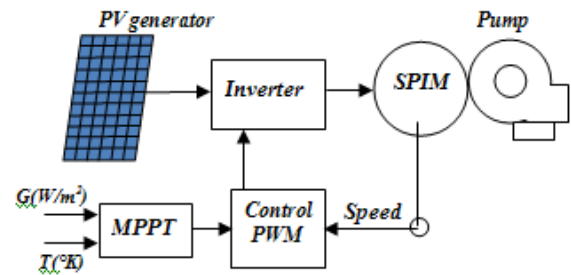 PV generator
Pump
Inverter
SPIM
G(W/m²)
MPPT
Control
PWM
Speed
T(°K)